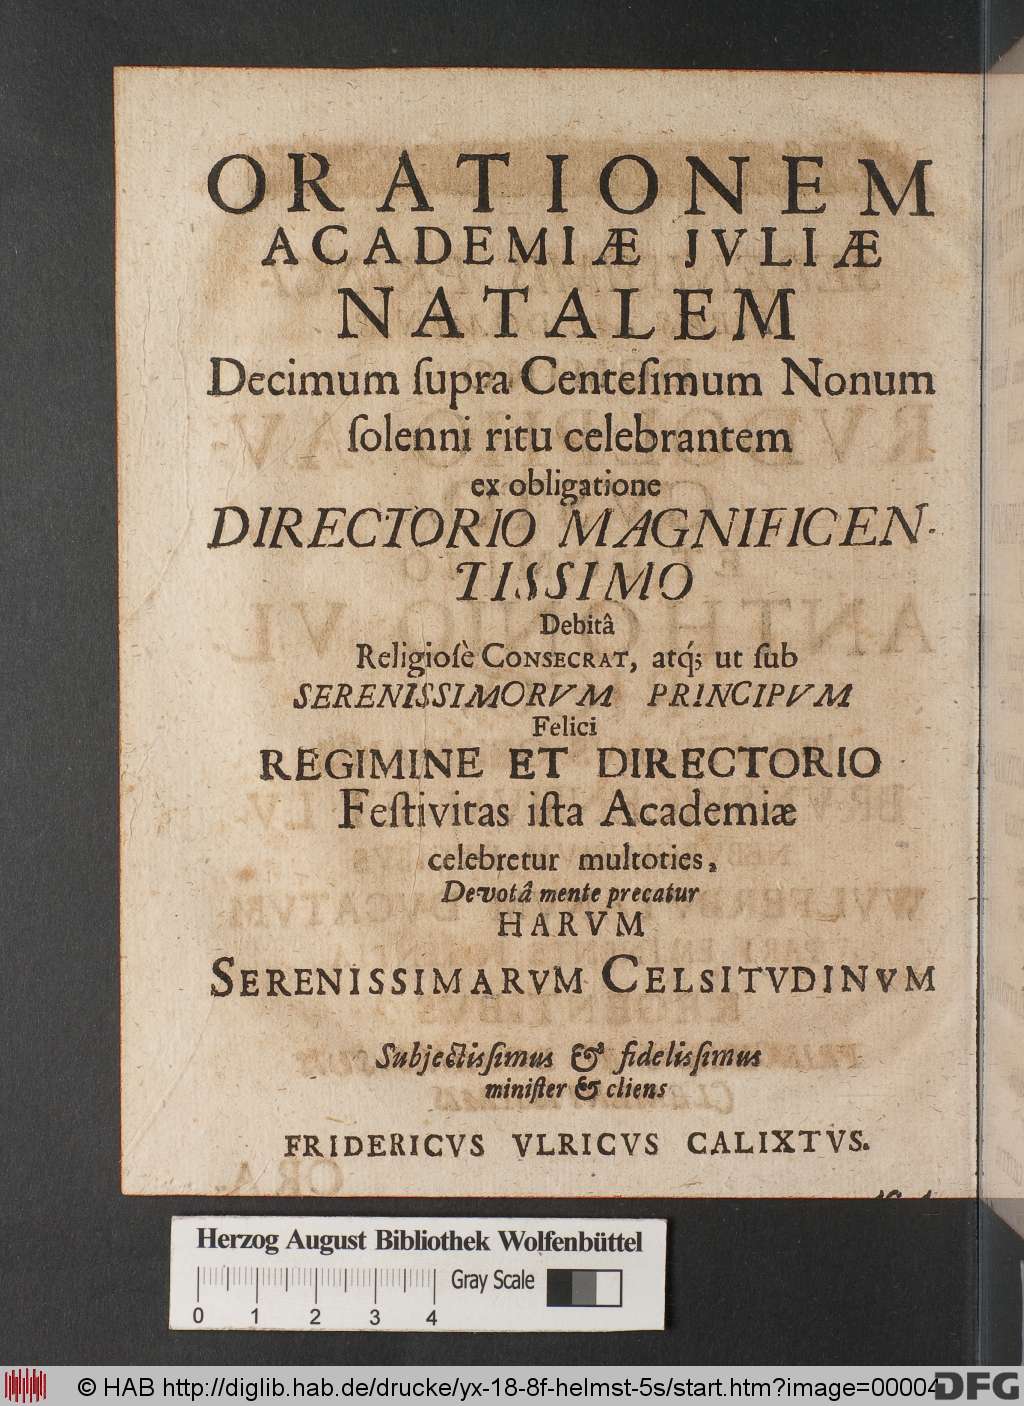 ORATIONEM
ACADEMIÆ JVLIÆ
NATALEM
Decimum ſupra Centeſimum Nonum
ſolenni ritu celebrantem
ex obligatione
DIRECTORIO MAGNIFICEN-
TISSIMO
Debitâ
Religioſè CONSECRAT, atq́; ut ſub
SERENISSIMORVM PRINCIPVM
Felici
REGIMINE ET DIRECTORIO
Feſtivitas iſta Academiæ
celebretur multoties,
Devotâ mente precatur
HARVM
SERENISSIMARVM CELSITVDINVM
Subjectiſſimus & fideliſſimus
miniſter & cliens
FRIDERICVS VLRICVS CALIXTVS.
Herzog August Bibliothek Wolfenbüttel
Gray Scale
0 1 2 3 4
© HAB http://diglib.hab.de/drucke/yx-18-8f-helmst-5s/start.htm?image=00004
DFG